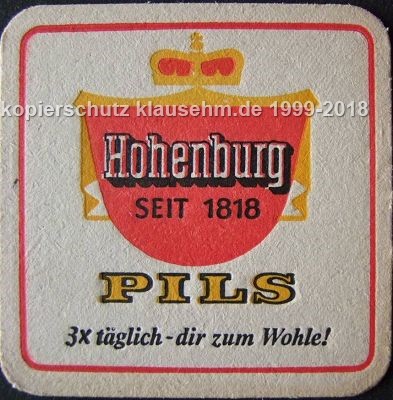 kopierschutz klausehm.de 1999-2018
Hohenburg
SEIT 1818
PILS
3x täglich-dir zum Wohle!